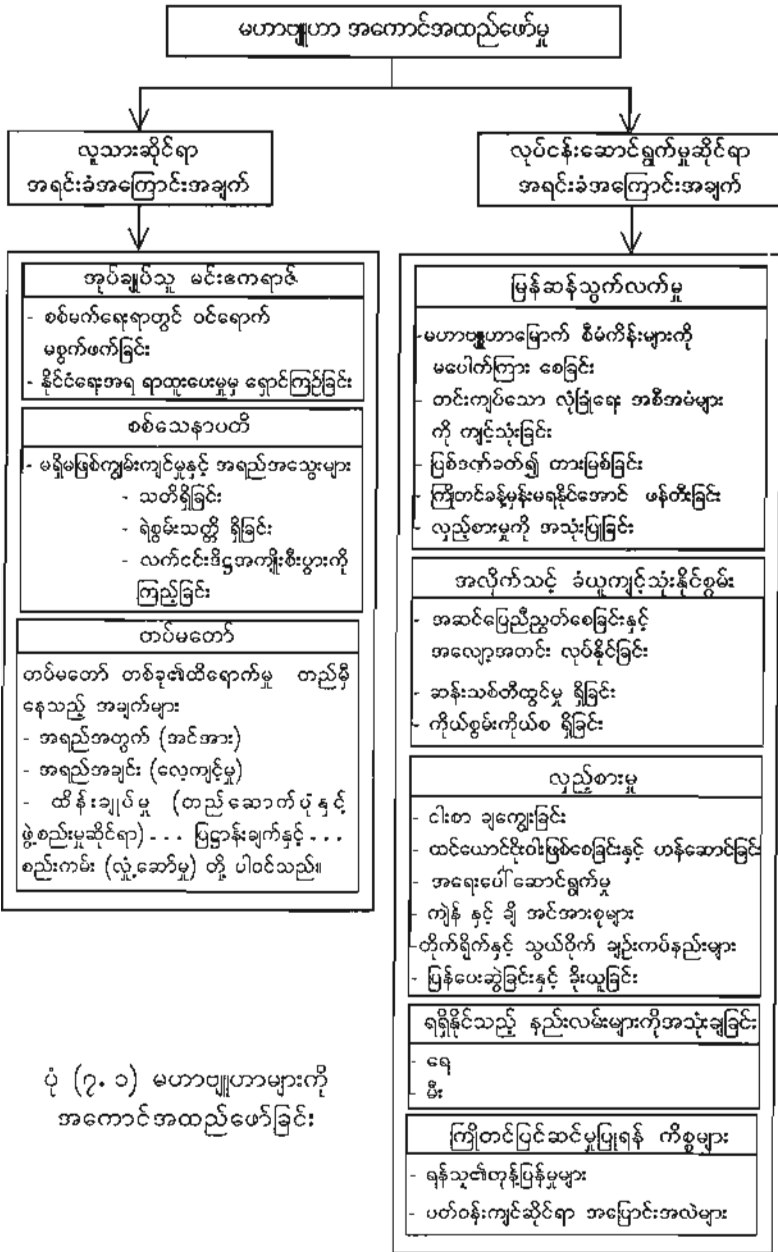 မဟာဗျူဟာ အကောင်အထည်ဖော်မှု
လူသားဆိုင်ရာ
အရင်းခံအကြောင်းအချက်
အုပ်ချုပ်သူ မင်းဧကရာဇ်
- စစ်မက်ရေးရာတွင် ဝင်ရောက်
မစွက်ဖက်ခြင်း
- နိုင်ငံရေးအရ ရာထူးပေးမှုမှ ရှောင်ကြဉ်ခြင်း
စစ်သေနာပတိ
- မရှိမဖြစ်ကျွမ်းကျင်မှုနှင့် အရည်အသွေးများ
- သတိရှိခြင်း
- ရဲစွမ်းသတ္တိ ရှိခြင်း
- လက်ငင်းဒိဋ္ဌအကျိုးစီးပွားကို
ကြည့်ခြင်း
တပ်မတော်
တပ်မတော် တစ်ခု၏ထိရောက်မှု တည်မှီ
နေသည့် အချက်များ
- အရည်အတွက် (အင်အား)
- အရည်အချင်း (လေ့ကျင့်မှု)
- ထိန်းချုပ်မှု (တည်ဆောက်ပုံနှင့်
ဖွဲ့စည်းမှုဆိုင်ရာ) . . . ပြဋ္ဌာန်းချက်နှင့် . . .
စည်းကမ်း (လှုံ့ဆော်မှု) တို့ ပါဝင်သည်။
လုပ်ငန်းဆောင်ရွက်မှုဆိုင်ရာ
အရင်းခံအကြောင်းအချက်
မြန်ဆန်သွက်လက်မှု
- မဟာဗျူဟာမြောက် စီမံကိန်းများကို
မပေါက်ကြား စေခြင်း
- တင်းကျပ်သော လုံခြုံရေး အစီအမံများ
ကို ကျင့်သုံးခြင်း
- ပြစ်ဒဏ်ခတ်၍ တားမြစ်ခြင်း
- ကြိုတင်ခန့်မှန်းမရနိုင်အောင် ဖန်တီးခြင်း
- လှည့်စားမှုကို အသုံးပြုခြင်း
အလိုက်သင့် ခံယူကျင့်သုံးနိုင်စွမ်း
- အဆင်ပြေညီညွတ်စေခြင်းနှင့်
အလျော့အတင်း လုပ်နိုင်ခြင်း
- ဆန်းသစ်တီထွင်မှု ရှိခြင်း
- ကိုယ်စွမ်းကိုယ်စ ရှိခြင်း
လှည့်စားမှု
- ငါးစာ ချကျွေးခြင်း
- ထင်ယောင်ငိုးဝါးဖြစ်စေခြင်းနှင့် ဟန်ဆောင်ခြင်း
- အရေးပေါ် ဆောင်ရွက်မှု
- ကျဲန် နှင့် ချိ အင်အားစုများ
- တိုက်ရိုက်နှင့် သွယ်ဝိုက် ချဉ်းကပ်နည်းများ
- ပြန်ပေးဆွဲခြင်းနှင့် ခိုးယူခြင်း
ရရှိနိုင်သည့် နည်းလမ်းများကိုအသုံးချခြင်း
- ရေ
- မီး
ကြိုတင်ပြင်ဆင်မှုပြုရန် ကိစ္စများ
- ရန်သူ၏တုန့်ပြန်မှုများ
- ပတ်ဝန်းကျင်ဆိုင်ရာ အပြောင်းအလဲများ
ပုံ (၇. ၁) မဟာဗျူဟာများကို
အကောင်အထည်ဖော်ခြင်း